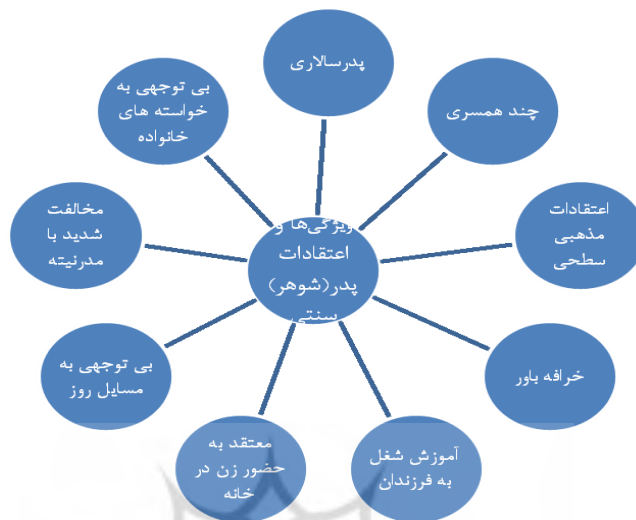 پدرسالاری
چند همسری
اعتقادات
مذهبی
سطحی
خرافه باور
آموزش شغل
به فرزندان
معتقد به
حضور زن در
خانه
بی توجهی به
مسایل روز
مخالفت
شدید با
مدرنیته
بی توجهی به
خواسته های
خانواده
ویژگی‌ها و
اعتقادات
پدر(شوهر)
سنتی